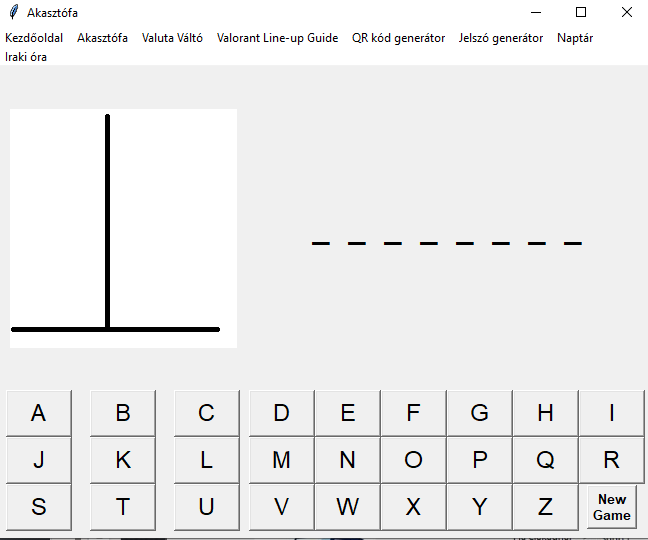 Akasztófa
Kezdőoldal Akasztófa Valuta Váltó Valorant Line-up Guide QR kód generátor Jelszó generátor Naptár
Iraki óra
_ _ _ _ _ _ _ _
A B C D E F G H I
J K L M N O P Q R
S T U V W X Y Z New Game